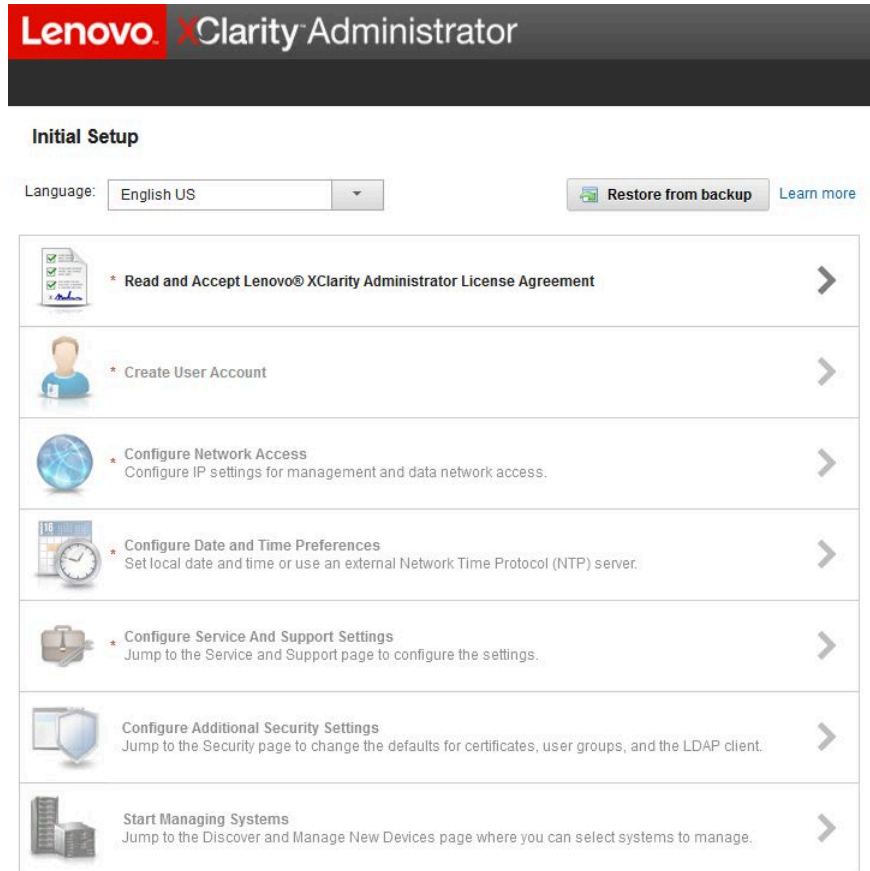 Lenovo. XClarity Administrator
Initial Setup
Language: English US Restore from backup Learn more
* Read and Accept Lenovo® XClarity Administrator License Agreement
* Create User Account
* Configure Network Access
Configure IP settings for management and data network access.
18
* Configure Date and Time Preferences
Set local date and time or use an external Network Time Protocol (NTP) server.
* Configure Service And Support Settings
Jump to the Service and Support page to configure the settings.
Configure Additional Security Settings
Jump to the Security page to change the defaults for certificates, user groups, and the LDAP client.
Start Managing Systems
Jump to the Discover and Manage New Devices page where you can select systems to manage.